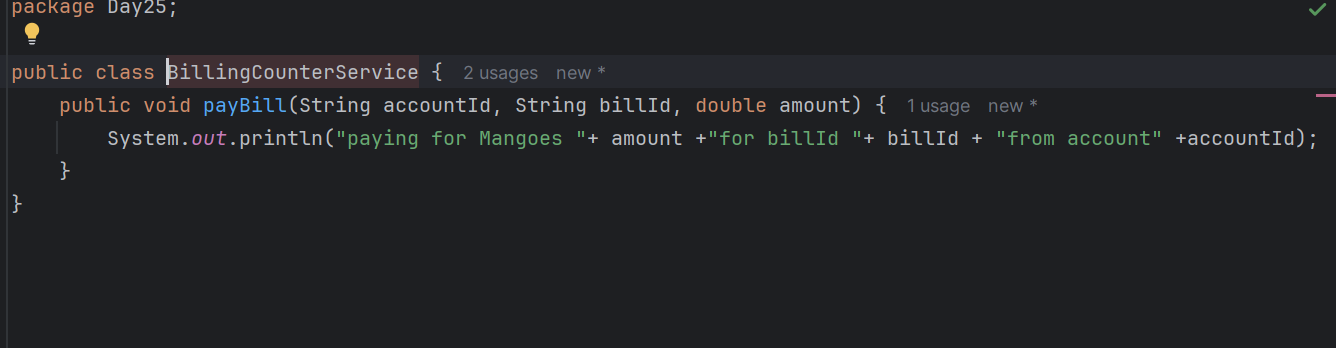 package Day25;
public class BillingCounterService {  2 usages  new *
    public void payBill(String accountId, String billId, double amount) {  1 usage  new *
        System.out.println("paying for Mangoes "+ amount +"for billId "+ billId + "from account" +accountId);
    }
}